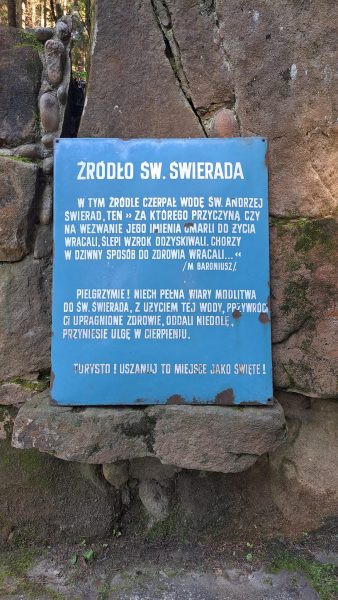 ŹRÓDŁO ŚW. ŚWIERADA
W TYM ŹRÓDLE CZERPAŁ WODĘ ŚW. ANDRZEJ
ŚWIERAD, TEN » ZA KTÓREGO PRZYCZYNĄ CZY
NA WEZWANIE JEGO IMIENIA UMARLI DO ŻYCIA
WRACALI, ŚLEPI WZROK ODZYSKIWALI. CHORZY
W DZIWNY SPOSÓB DO ZDROWIA WRACALI..."
/M BARONIUSZ/.
PIELGRZYMIE! NIECH PEŁNA WIARY MODLITWA
DO ŚW. ŚWIERADA, Z UŻYCIEM TEJ WODY, PRZYWRÓCI
CI UPRAGNIONE ZDROWIE, ODDALI NIEDOLĘ,
PRZYNIESIE ULGĘ W CIERPIENIU.
TURYSTO! USZANUJ TO MIEJSCE JAKO ŚWIĘTE!